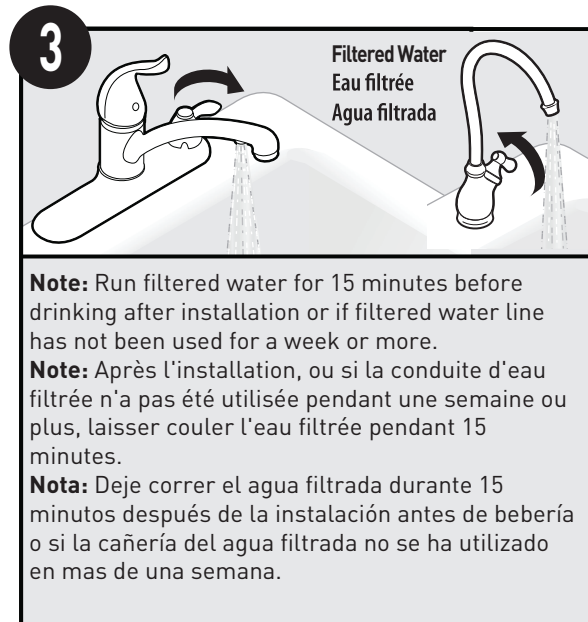 3
Filtered Water
Eau filtrée
Agua filtrada
Note: Run filtered water for 15 minutes before
drinking after installation or if filtered water line
has not been used for a week or more.
Note: Après l'installation, ou si la conduite d'eau
filtrée n'a pas été utilisée pendant une semaine ou
plus, laisser couler l'eau filtrée pendant 15
minutes.
Nota: Deje correr el agua filtrada durante 15
minutos después de la instalación antes de bebería
o si la cañería del agua filtrada no se ha utilizado
en mas de una semana.